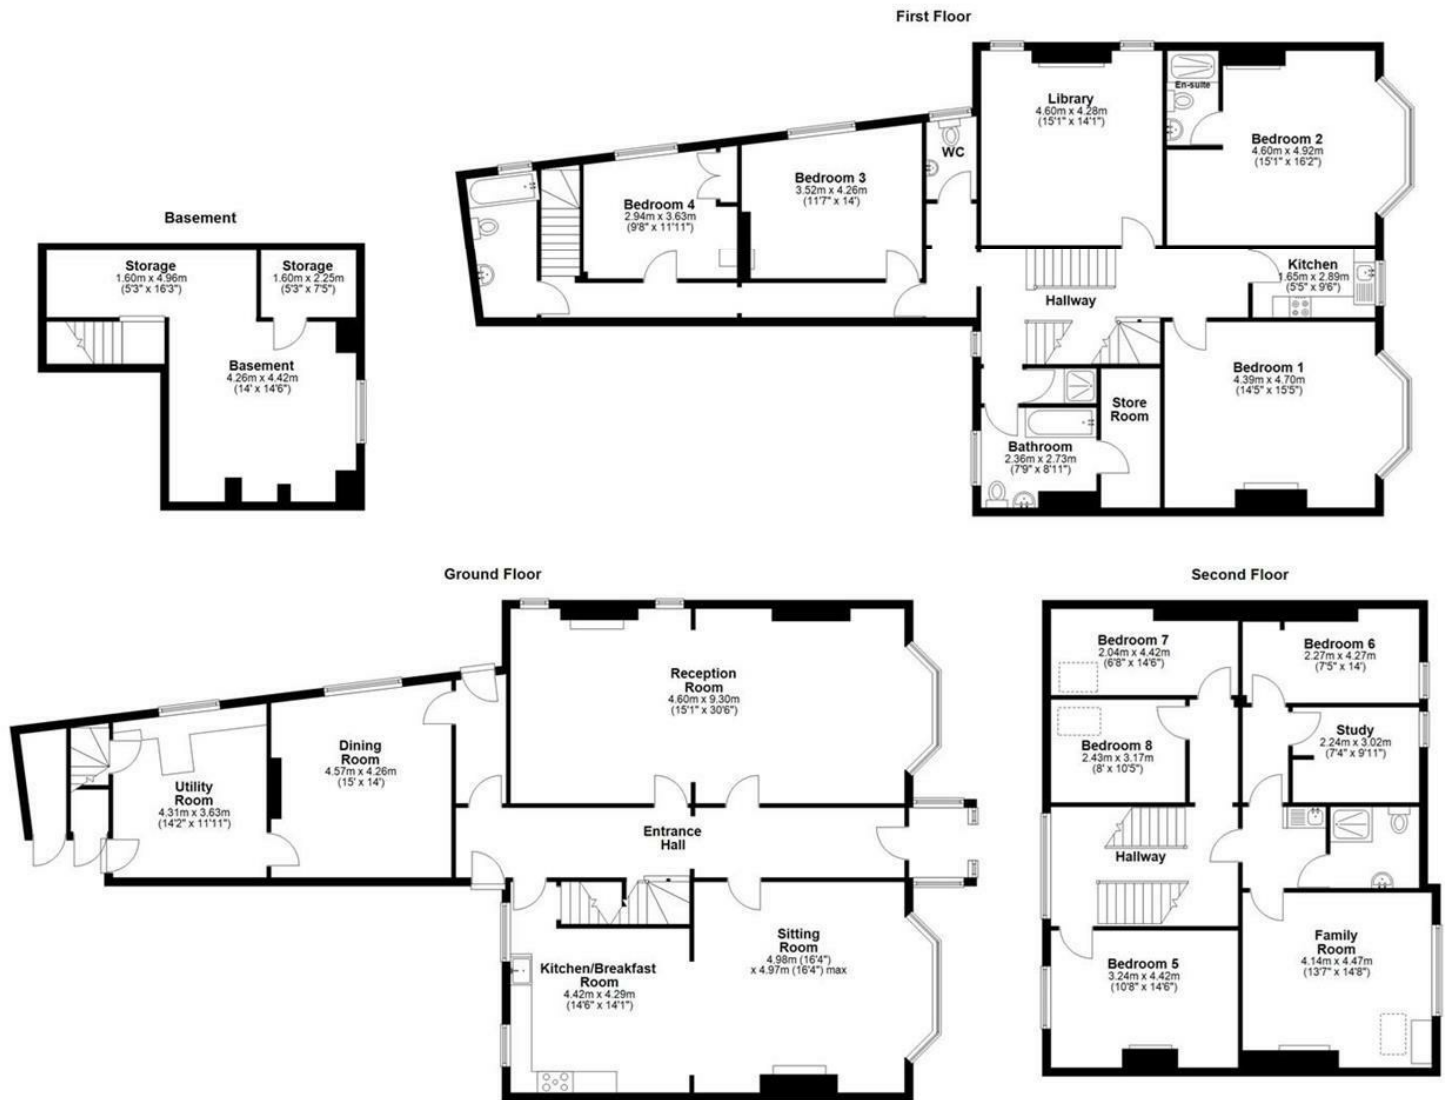 First Floor
Library
4.60m x 4.28m
(15'1" x 14'1")
En-suite
Bedroom 2
4.60m x 4.92m
(15'1" x 16'2")
WC
Bedroom 3
3.52m x 4.26m
(11'7" x 14')
Bedroom 4
2.94m x 3.63m
(9'8" x 11'11")
Kitchen
1.65m x 2.89m
(5'5" x 9'6")
Hallway
Bedroom 1
4.39m x 4.70m
(14'5" x 15'5")
Store
Room
Bathroom
2.36m x 2.73m
(7'9" x 8'11")
Basement
Storage
1.60m x 4.96m
(5'3" x 16'3")
Storage
1.60m x 2.25m
(5'3" x 7'5")
Basement
4.26m x 4.42m
(14' x 14'6")
Ground Floor
Reception
Room
4.60m x 9.30m
(15'1" x 30'6")
Dining
Room
4.57m x 4.26m
(15' x 14')
Utility
Room
4.31m x 3.63m
(14'2" x 11'11")
Entrance
Hall
Sitting
Room
4.98m (16'4")
x 4.97m (16'4") max
Kitchen/Breakfast
Room
4.42m x 4.29m
(14'6" x 14'1")
Second Floor
Bedroom 7
2.04m x 4.42m
(6'8" x 14'6")
Bedroom 6
2.27m x 4.27m
(7'5" x 14')
Study
2.24m x 3.02m
(7'4" x 9'11")
Bedroom 8
2.43m x 3.17m
(8' x 10'5")
Hallway
Family
Room
4.14m x 4.47m
(13'7" x 14'8")
Bedroom 5
3.24m x 4.42m
(10'8" x 14'6")